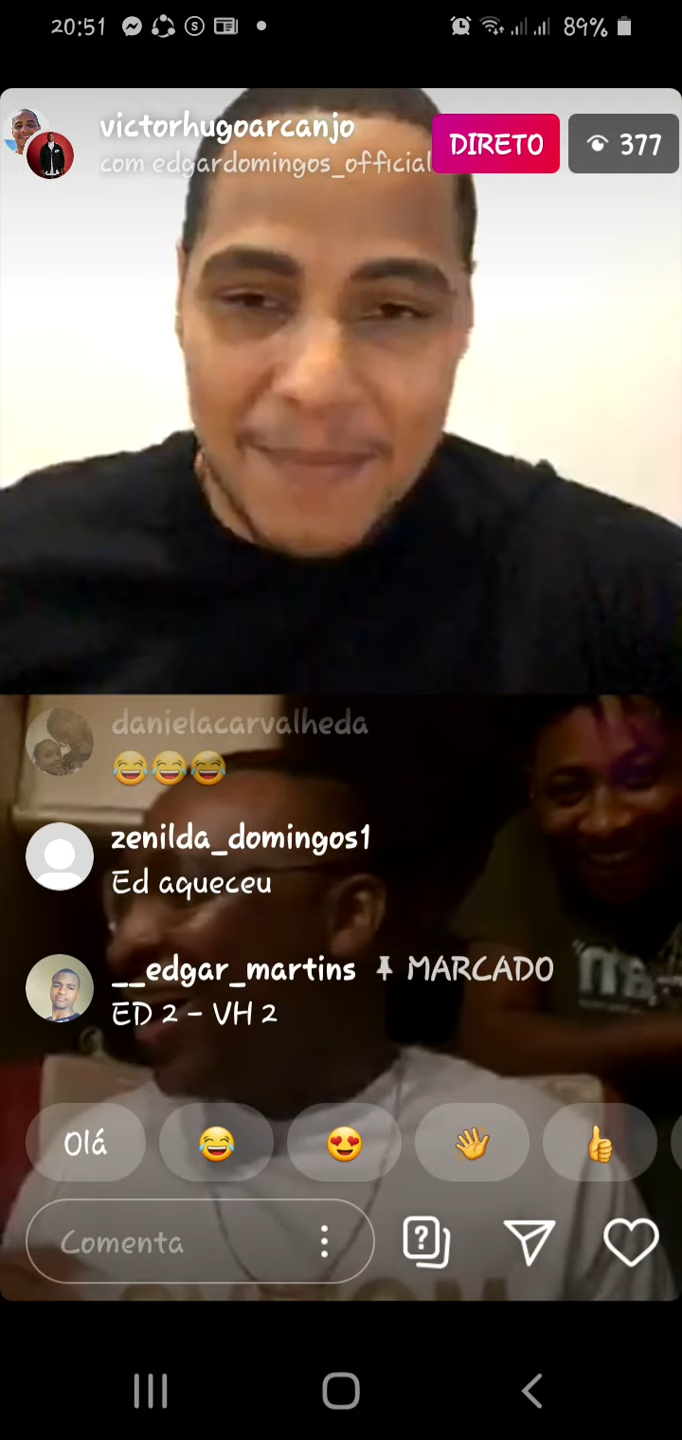 20:51
89%
victorhugoarcanjo
com edgardomingos_official
DIRETO
377
danielacarvalheda
😂😂😂
zenilda_domingos1
Ed aqueceu
__edgar_martins MARCADO
ED 2 - VH 2
Olá
Comenta